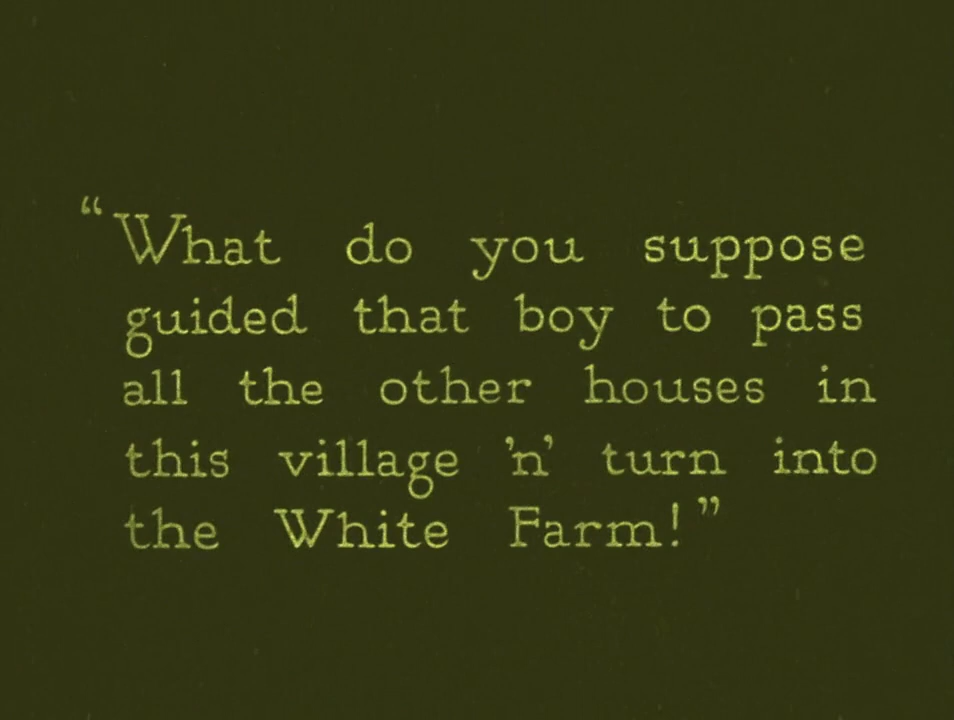 “What do you suppose
guided that boy to pass
all the other houses in
this village ’n’ turn into
the White Farm!”